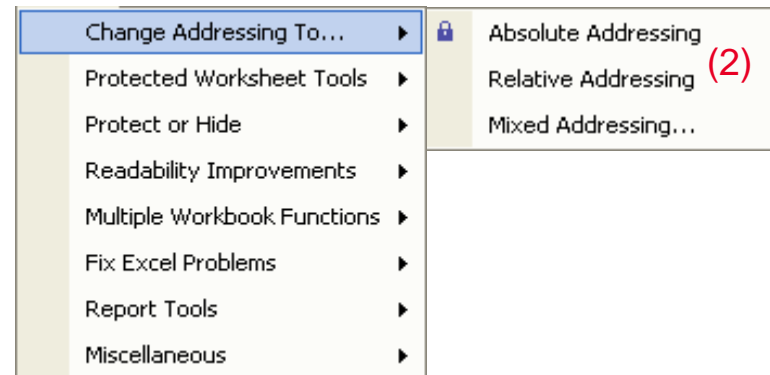 Change Addressing To...
Protected Worksheet Tools
Protect or Hide
Readability Improvements
Multiple Workbook Functions
Fix Excel Problems
Report Tools
Miscellaneous
Absolute Addressing
Relative Addressing
Mixed Addressing...
(2)